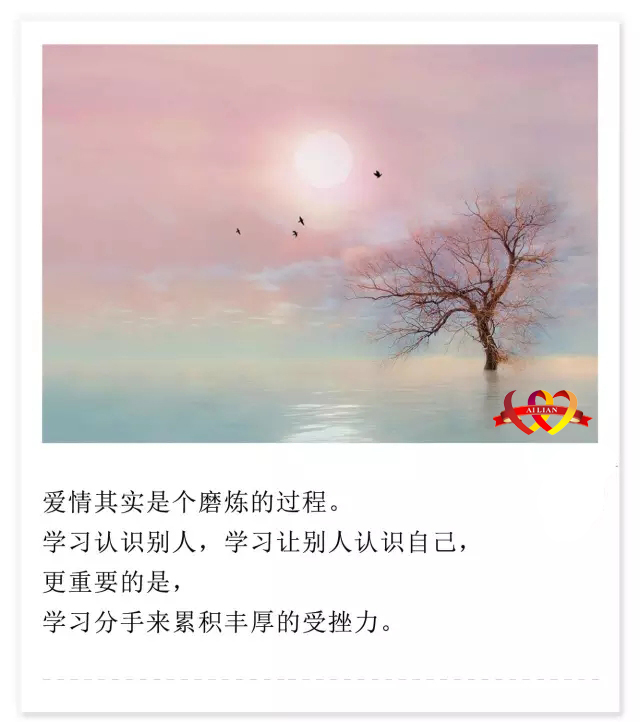 AI LIAN
爱情其实是个磨炼的过程。
学习认识别人，学习让别人认识自己，
更重要的是，
学习分手来累积丰厚的受挫力。